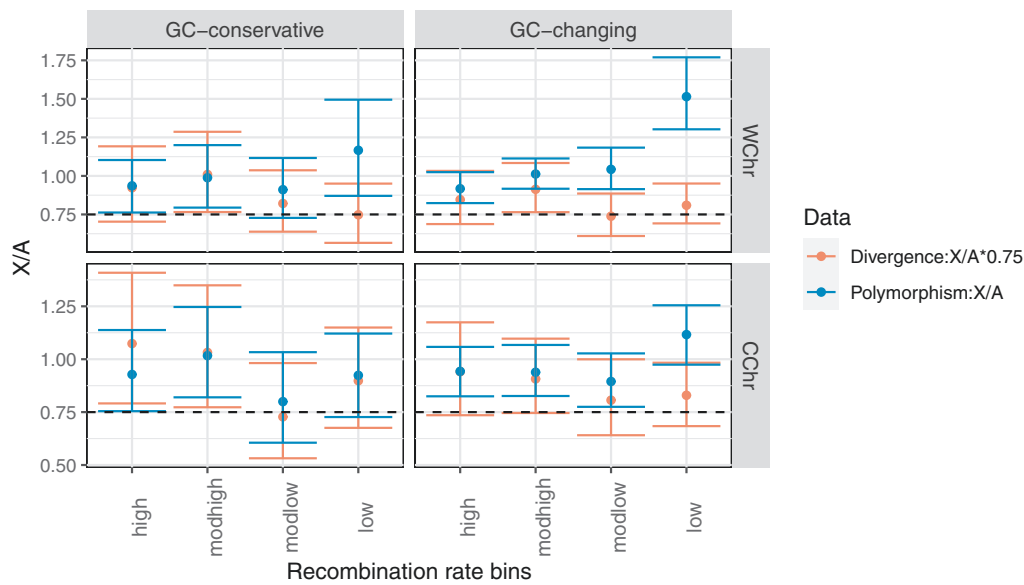 GC−conservative
GC−changing
1.75
1.50
1.25
1.00
0.75
WChr
X/A
1.25
1.00
0.75
0.50
CChr
high
modhigh
modlow
low
high
modhigh
modlow
low
Recombination rate bins
Data
Divergence:X/A*0.75
Polymorphism:X/A